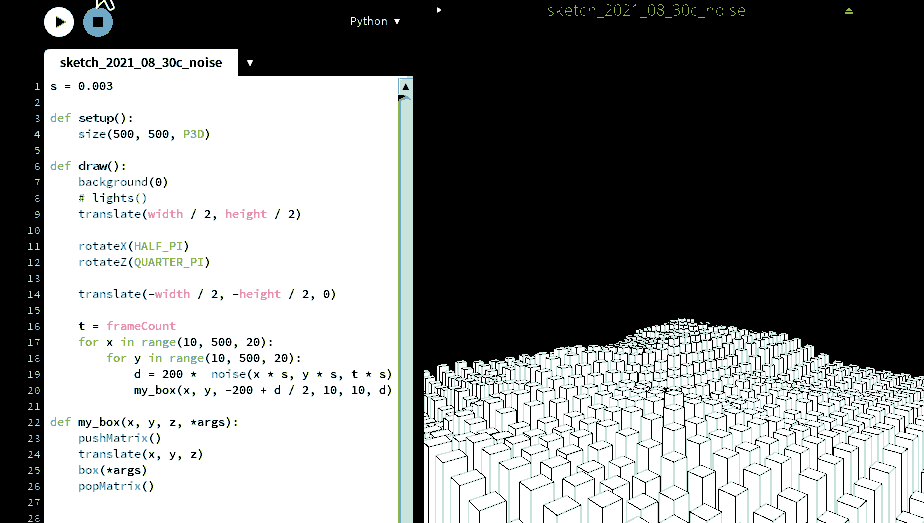 Python ▼
sketch_2021_08_30c_noise
sketch_2021_08_30c_noise ▼
1 s = 0.003
2
3 def setup():
4     size(500, 500, P3D)
5
6 def draw():
7     background(0)
8     # lights()
9     translate(width / 2, height / 2)
10
11     rotateX(HALF_PI)
12     rotateZ(QUARTER_PI)
13
14     translate(-width / 2, -height / 2, 0)
15
16     t = frameCount
17     for x in range(10, 500, 20):
18         for y in range(10, 500, 20):
19             d = 200 *  noise(x * s, y * s, t * s)
20             my_box(x, y, -200 + d / 2, 10, 10, d)
21
22 def my_box(x, y, z, *args):
23     pushMatrix()
24     translate(x, y, z)
25     box(*args)
26     popMatrix()
27
28